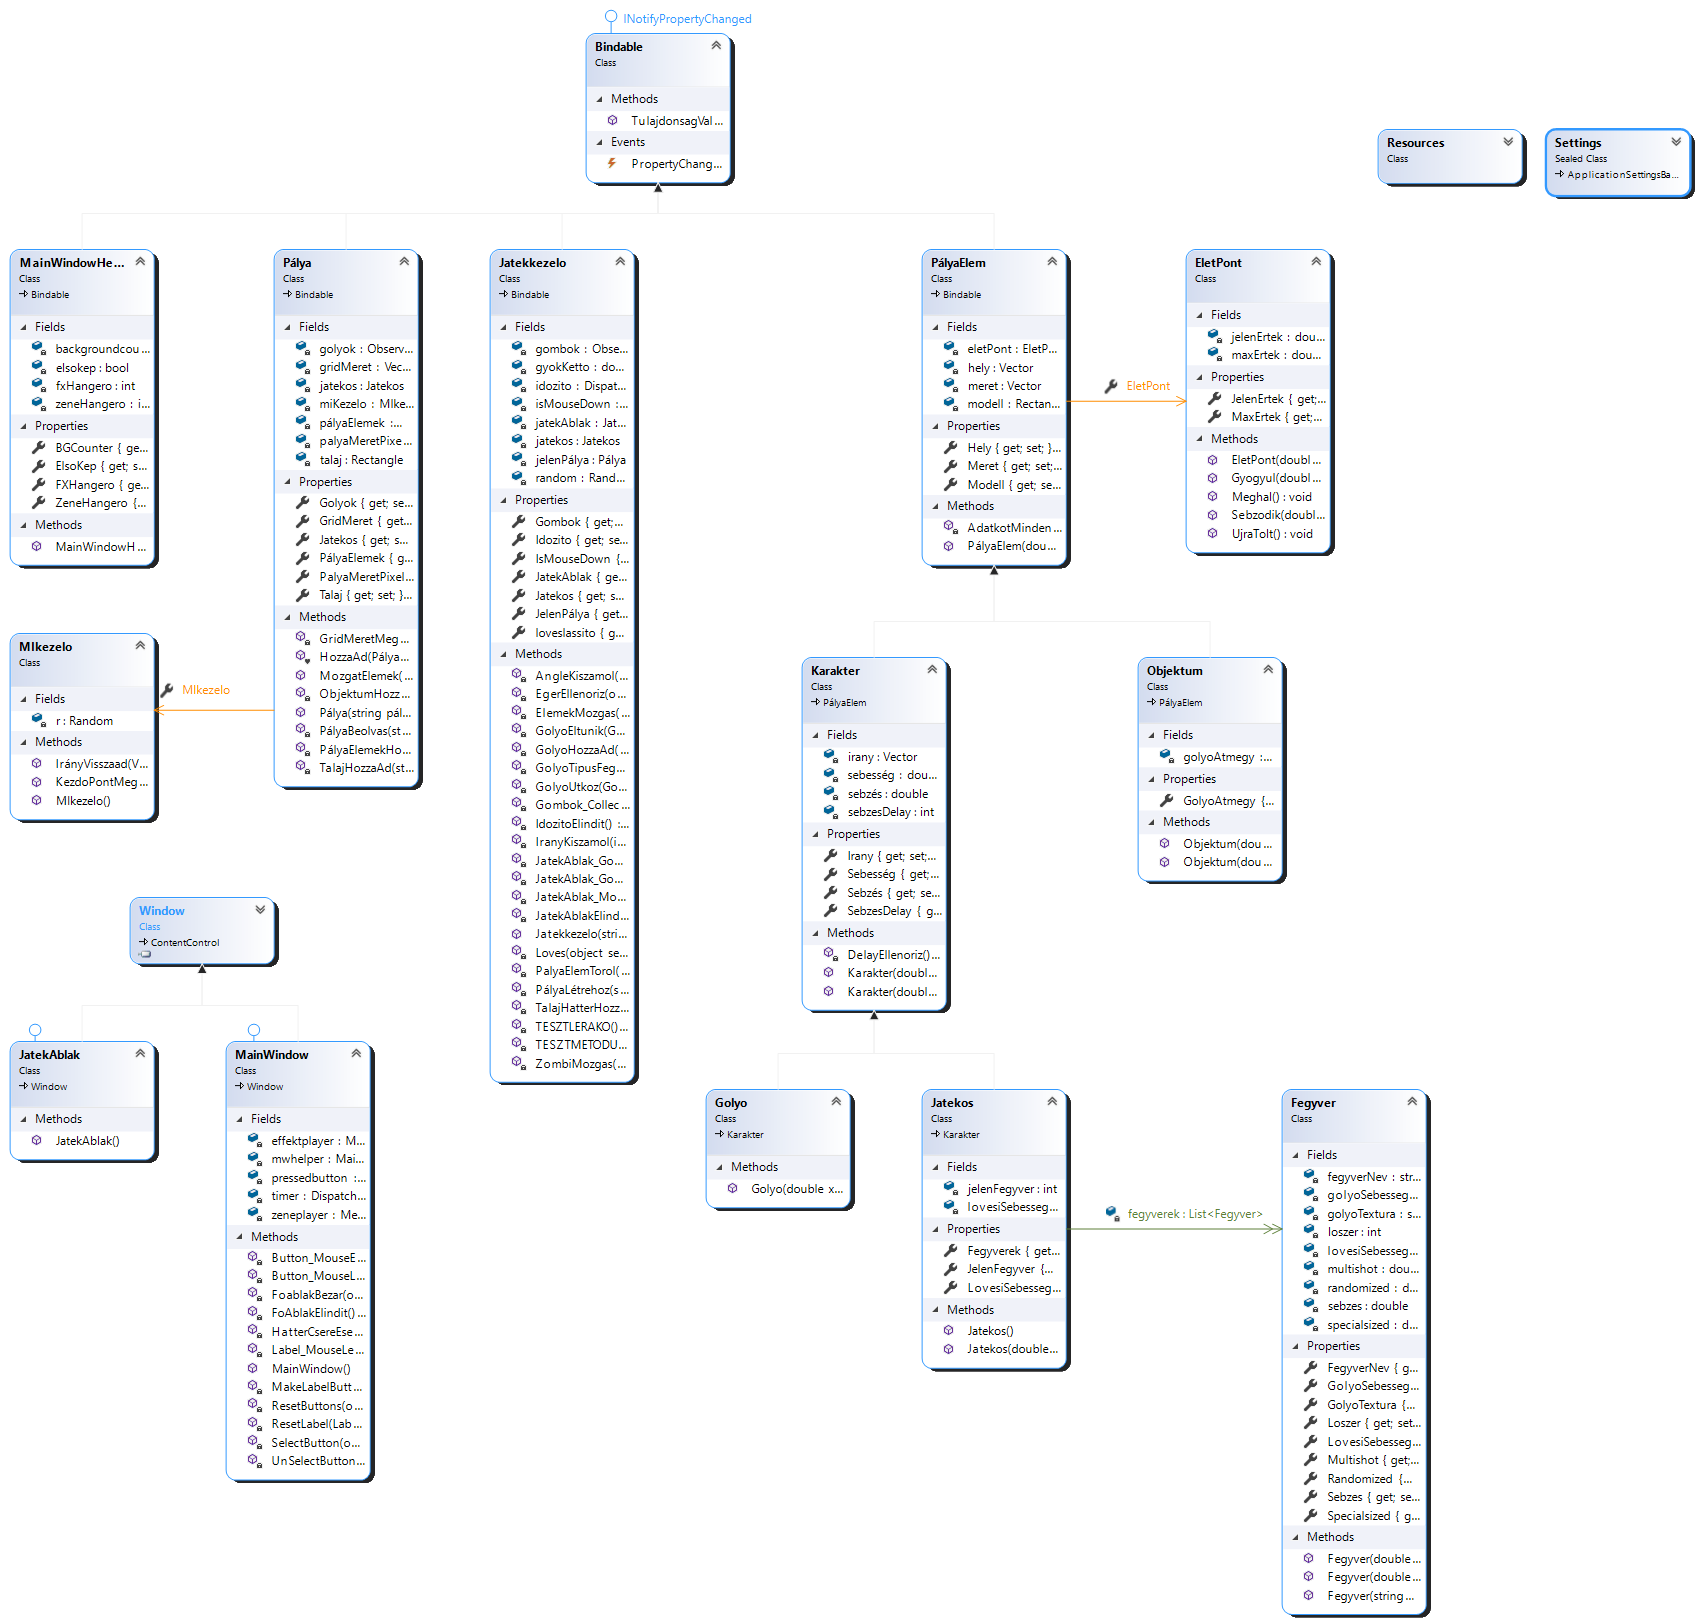 INotifyPropertyChanged
Bindable
Class
Methods
TulajdonsagVal...
Events
PropertyChang...
Resources
Class
Settings
Sealed Class
ApplicationSettingsBa...
MainWindowHe...
Class
Bindable
Fields
backgroundcou...
elsokep : bool
fxHangero : int
zeneHangero : i...
Properties
BGCounter { ge...
ElsoKep { get; s...
FXHangero { ge...
ZeneHangero {...
Methods
MainWindowH...
Pálya
Class
Bindable
Fields
golyok : Observ...
gridMeret : Vec...
jatekos : Jatekos
miKezelo : MIke...
pályaElemek :...
palyaMeretPixe...
talaj : Rectangle
Properties
Golyok { get; se...
GridMeret { get...
Jatekos { get; s...
PályaElemek { g...
PalyaMeretPixel...
Talaj { get; set; }...
Methods
GridMeretMeg...
HozzaAd(Pálya...
MozgatElemek(...
ObjektumHozz...
Pálya(string pál...
PályaBeolvas(st...
PályaElemekHo...
TalajHozzaAd(st...
Jatekkezelo
Class
Bindable
Fields
gombok : Obse...
gyokKetto : do...
idozito : Dispat...
isMouseDown :...
jatekAblak : Jat...
jatekos : Jatekos
jelenPálya : Pálya
random : Rand...
Properties
Gombok { get;...
Idozito { get; se...
IsMouseDown {...
JatekAblak { ge...
Jatekos { get; s...
JelenPálya { get...
loveslassito { g...
Methods
AngleKiszamol(...
EgerEllenoriz(o...
ElemekMozgas(...
GolyoEltunik(G...
GolyoHozzaAd(...
GolyoTipusFeg...
GolyoUtkoz(Go...
Gombok_Collec...
IdozitoElindit() :...
IranyKiszamol(i...
JatekAblak_Go...
JatekAblak_Go...
JatekAblak_Mo...
JatekAblakElind...
Jatekkezelo(stri...
Loves(object se...
PalyaElemTorol(...
PályaLétrehoz(s...
TalajHatterHozz...
TESZTLERAKO()...
TESZTMETODU...
ZombiMozgas(...
PályaElem
Class
Bindable
Fields
eletPont : EletP...
hely : Vector
meret : Vector
modell : Rectan...
Properties
Hely { get; set; }...
Meret { get; set;...
Modell { get; se...
Methods
AdatkotMinden...
PályaElem(dou...
EletPont
EletPont
Class
Fields
jelenErtek : dou...
maxErtek : dou...
Properties
JelenErtek { get;...
MaxErtek { get;...
Methods
EletPont(doubl...
Gyogyul(doubl...
Meghal() : void
Sebzodik(doubl...
UjraTolt() : void
MIkezelo
Class
Fields
r : Random
Methods
IrányVisszaad(V...
KezdoPontMeg...
MIkezelo()
MIkezelo
Karakter
Class
PályaElem
Fields
irany : Vector
sebesség : dou...
sebzés : double
sebzesDelay : int
Properties
Irany { get; set;...
Sebesség { get;...
Sebzés { get; se...
SebzesDelay { g...
Methods
DelayEllenoriz()...
Karakter(doubl...
Karakter(doubl...
Objektum
Class
PályaElem
Fields
golyoAtmegy :...
Properties
GolyoAtmegy {...
Methods
Objektum(dou...
Objektum(dou...
Window
Class
ContentControl
JatekAblak
Class
Window
Methods
JatekAblak()
MainWindow
Class
Window
Fields
effektplayer : M...
mwhelper : Mai...
pressedbutton :...
timer : Dispatch...
zeneplayer : Me...
Methods
Button_MouseE...
Button_MouseL...
FoablakBezar(o...
FoAblakElindit()...
HatterCsereEse...
Label_MouseLe...
MainWindow()
MakeLabelButt...
ResetButtons(o...
ResetLabel(Lab...
SelectButton(o...
UnSelectButton...
Golyo
Class
Karakter
Methods
Golyo(double x...
Jatekos
Class
Karakter
Fields
jelenFegyver : int
lovesiSebesseg...
Properties
Fegyverek { get...
JelenFegyver {...
LovesiSebesseg...
Methods
Jatekos()
Jatekos(double...
fegyverek : List<Fegyver>
Fegyver
Class
Fields
fegyverNev : str...
golyoSebesseg...
golyoTextura : s...
loszer : int
lovesiSebesseg...
multishot : dou...
randomized : d...
sebzes : double
specialsized : d...
Properties
FegyverNev { g...
GolyoSebesseg...
GolyoTextura {...
Loszer { get; set...
LovesiSebesseg...
Multishot { get;...
Randomized {...
Sebzes { get; se...
Specialsized { g...
Methods
Fegyver(double...
Fegyver(double...
Fegyver(string...